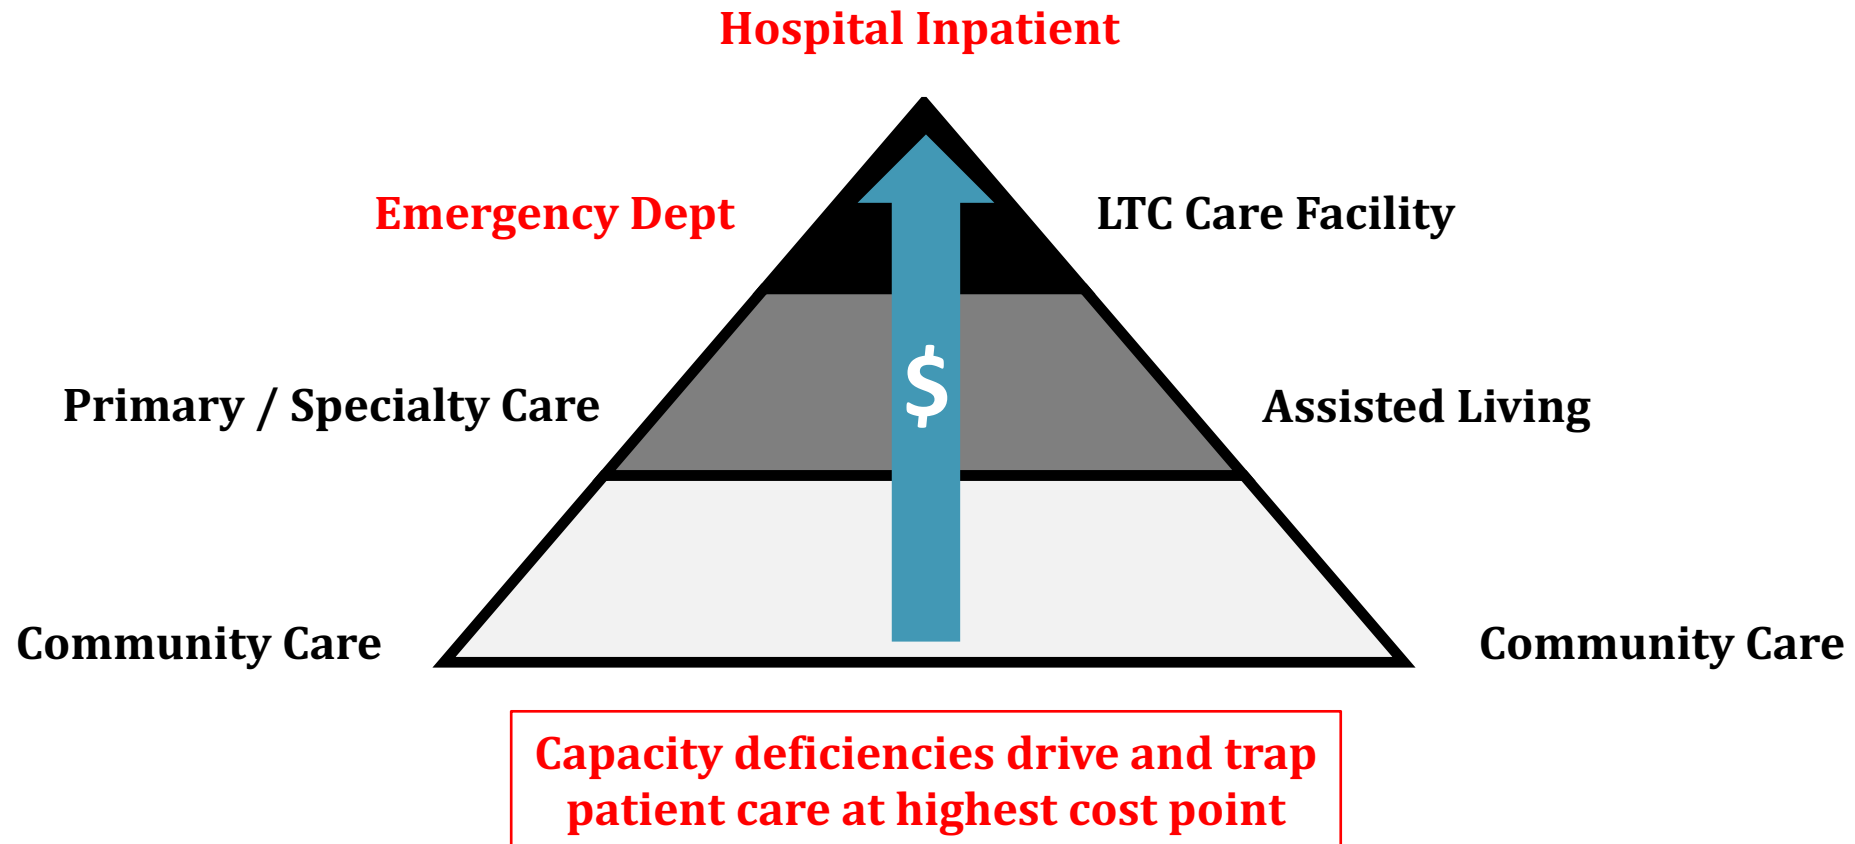 Hospital Inpatient
Emergency Dept
LTC Care Facility
$
Primary / Specialty Care
Assisted Living
Community Care
Community Care
Capacity deficiencies drive and trap
patient care at highest cost point